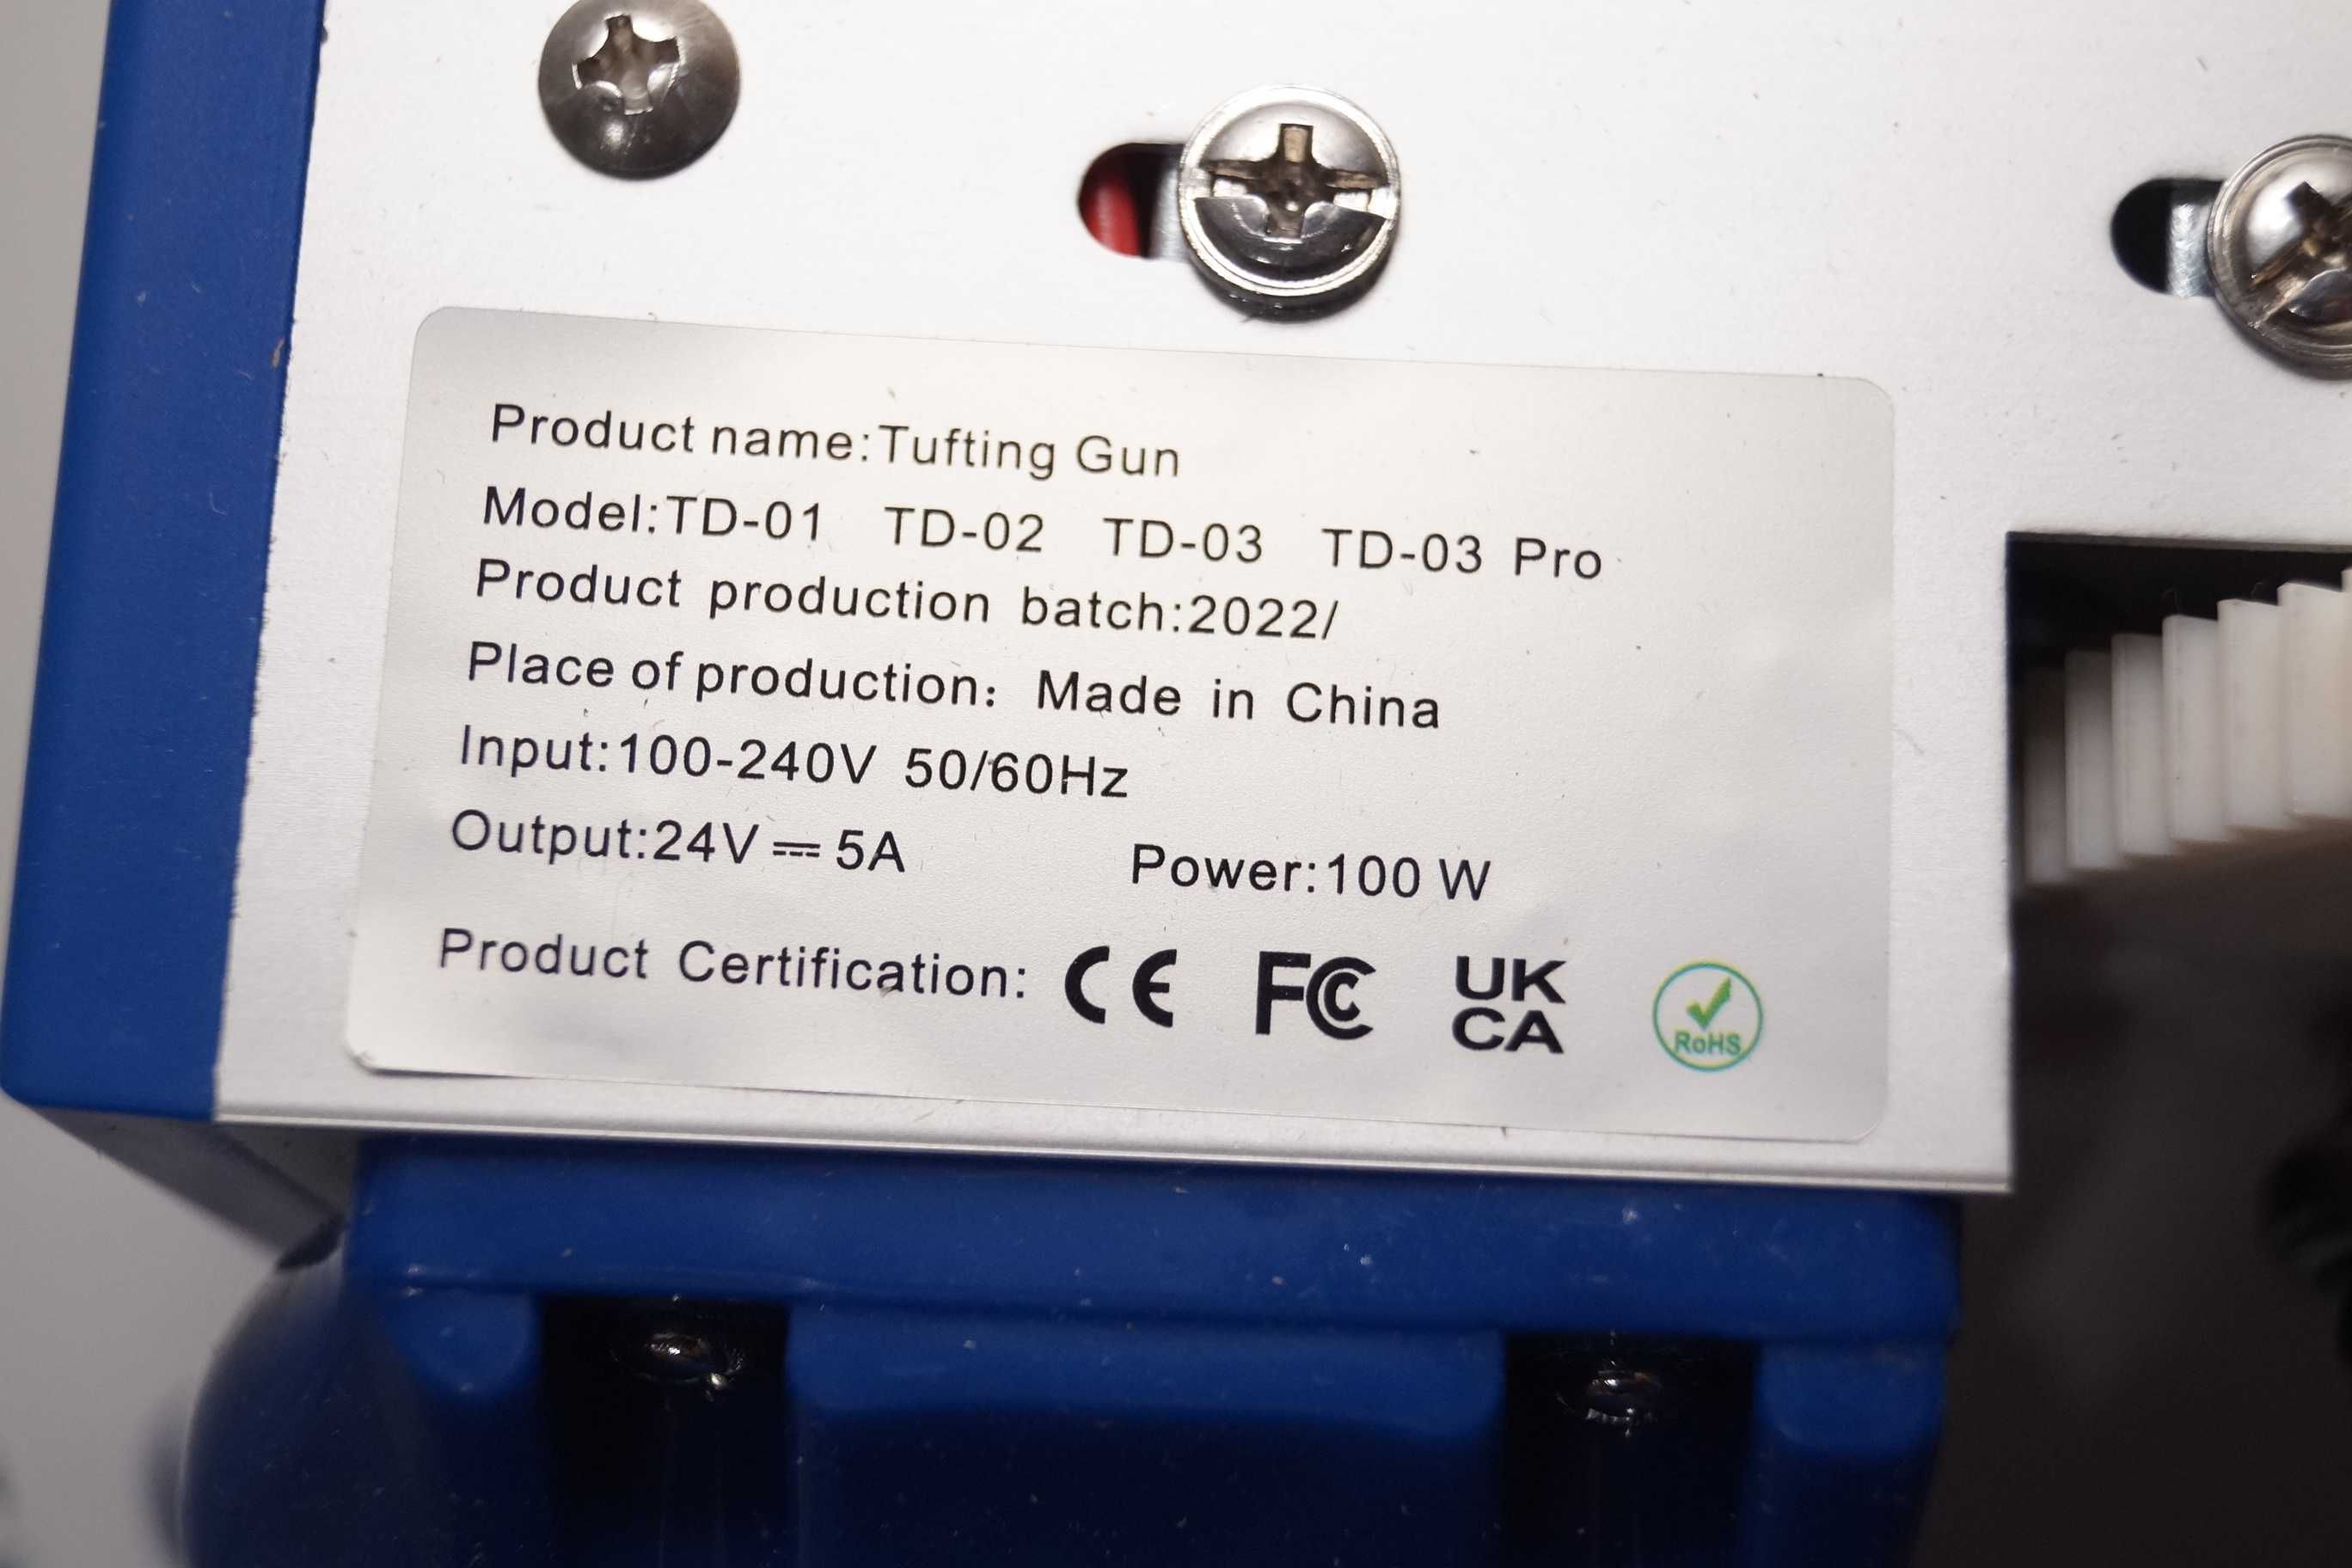 Product name:Tufting Gun
Model:TD-01 TD-02 TD-03 TD-03 Pro
Product production batch:2022/
Place of production: Made in China
Input:100-240V 50/60Hz
Output:24V⎓5A Power:100 W
Product Certification: CE FC UK CA RoHS